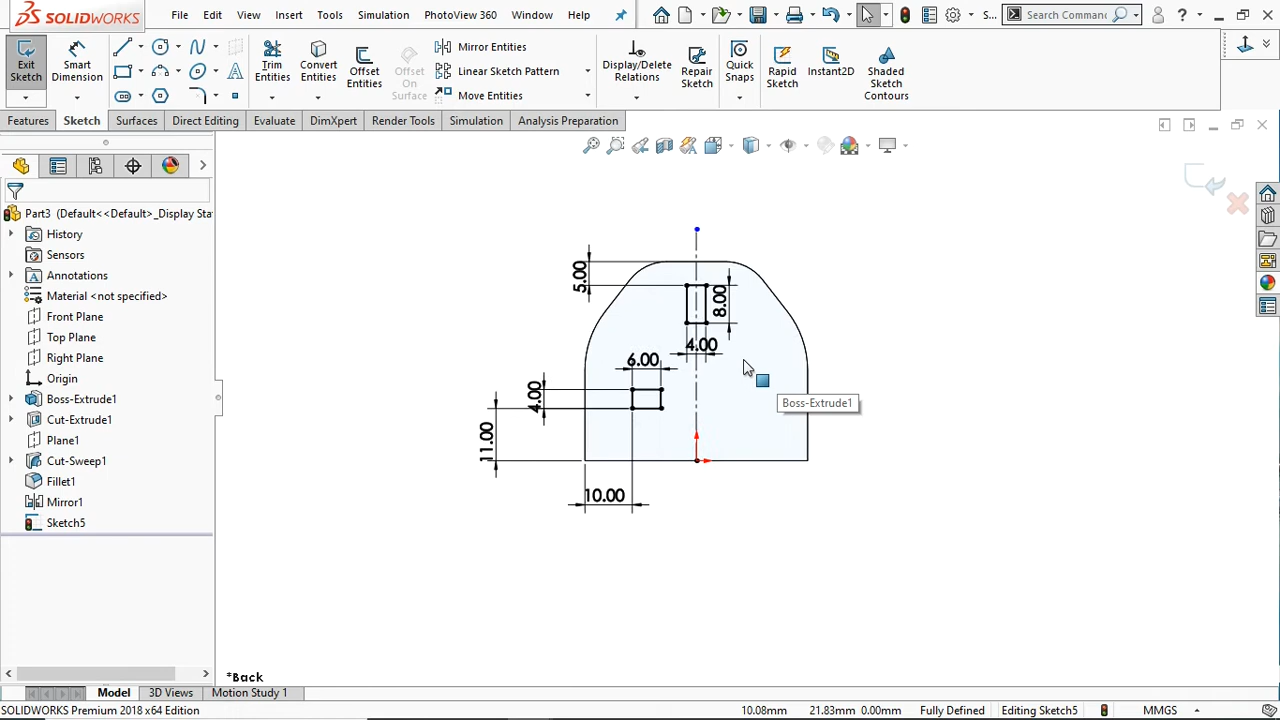 SOLIDWORKS File Edit View Insert Tools Simulation PhotoView 360 Window Help S... Search Comman
Exit Sketch
Smart Dimension
Trim Entities
Convert Entities
Offset Entities
Offset On Surface
Mirror Entities
Linear Sketch Pattern
Move Entities
Display/Delete Relations
Repair Sketch
Quick Snaps
Rapid Sketch
Instant2D
Shaded Sketch Contours
Features Sketch Surfaces Direct Editing Evaluate DimXpert Render Tools Simulation Analysis Preparation
Part3 (Default<<Default>_Display Sta
History
Sensors
Annotations
Material <not specified>
Front Plane
Top Plane
Right Plane
Origin
Boss-Extrude1
Cut-Extrude1
Plane1
Cut-Sweep1
Fillet1
Mirror1
Sketch5
5.00
8.00
4.00
6.00
4.00
11.00
10.00
Boss-Extrude1
*Back
Model 3D Views Motion Study 1
SOLIDWORKS Premium 2018 x64 Edition 10.08mm 21.83mm 0.00mm Fully Defined Editing Sketch5 MMGS